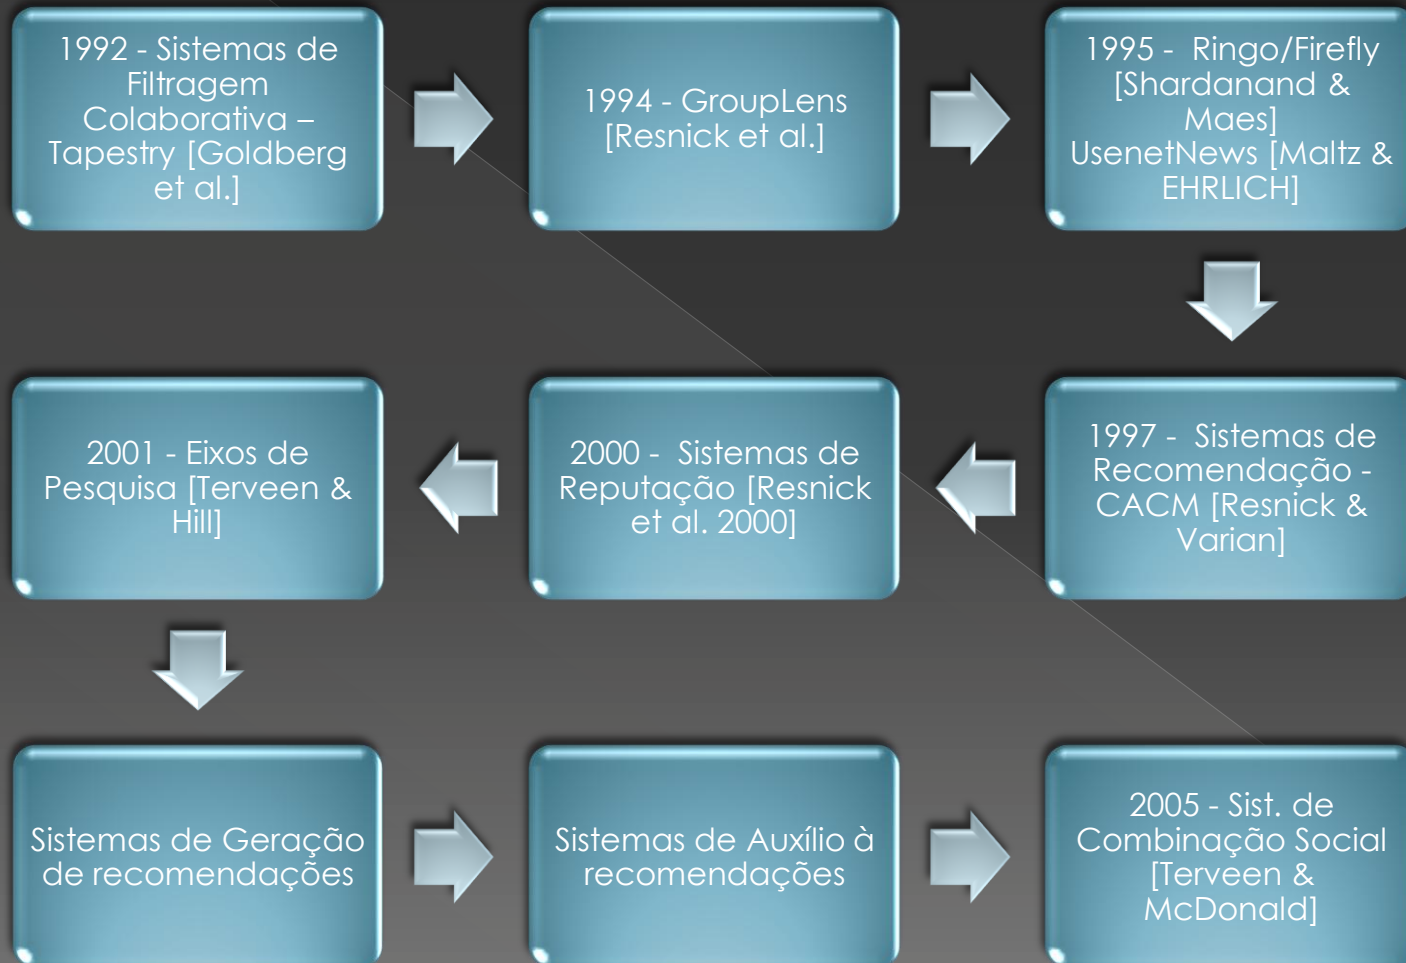 1992 - Sistemas de
Filtragem
Colaborativa –
Tapestry [Goldberg
et al.]
1994 - GroupLens
[Resnick et al.]
1995 -  Ringo/Firefly
[Shardanand &
Maes]
UsenetNews [Maltz &
EHRLICH]
1997 -  Sistemas de
Recomendação -
CACM [Resnick &
Varian]
2000 -  Sistemas de
Reputação [Resnick
et al. 2000]
2001 - Eixos de
Pesquisa [Terveen &
Hill]
Sistemas de Geração
de recomendações
Sistemas de Auxílio à
recomendações
2005 - Sist. de
Combinação Social
[Terveen &
McDonald]